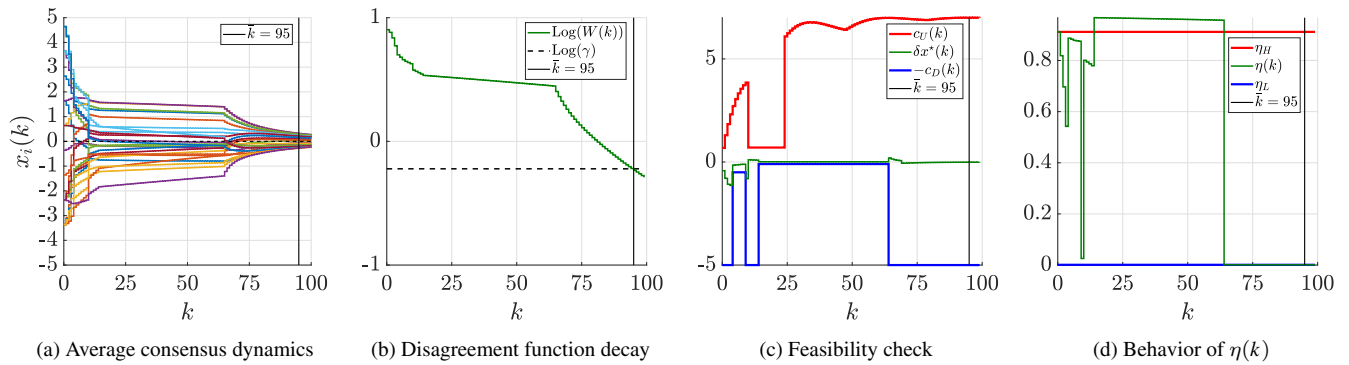 5
4
3
2
1
0
-1
-2
-3
-4
-5
0 25 50 75 100
x_i(k)
k
k̄ = 95
(a) Average consensus dynamics
1
0
-1
0 25 50 75 100
k
Log(W(k))
Log(γ)
k̄ = 95
(b) Disagreement function decay
5
0
-5
0 25 50 75 100
k
c_U(k)
δx⋆(k)
−c_D(k)
k̄ = 95
(c) Feasibility check
0.8
0.6
0.4
0.2
0
0 25 50 75 100
k
η_H
η(k)
η_L
k̄ = 95
(d) Behavior of η(k)